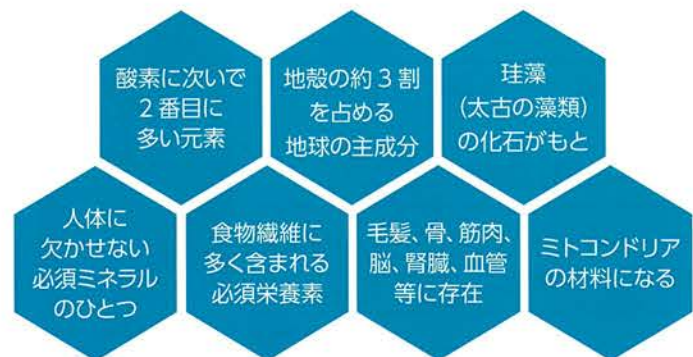 酸素に次いで
2番目に
多い元素
地殻の約3割
を占める
地球の主成分
珪藻
(太古の藻類)
の化石がもと
人体に
欠かせない
必須ミネラル
のひとつ
食物繊維に
多く含まれる
必須栄養素
毛髪、骨、筋肉、
脳、腎臓、血管
等に存在
ミトコンドリア
の材料になる